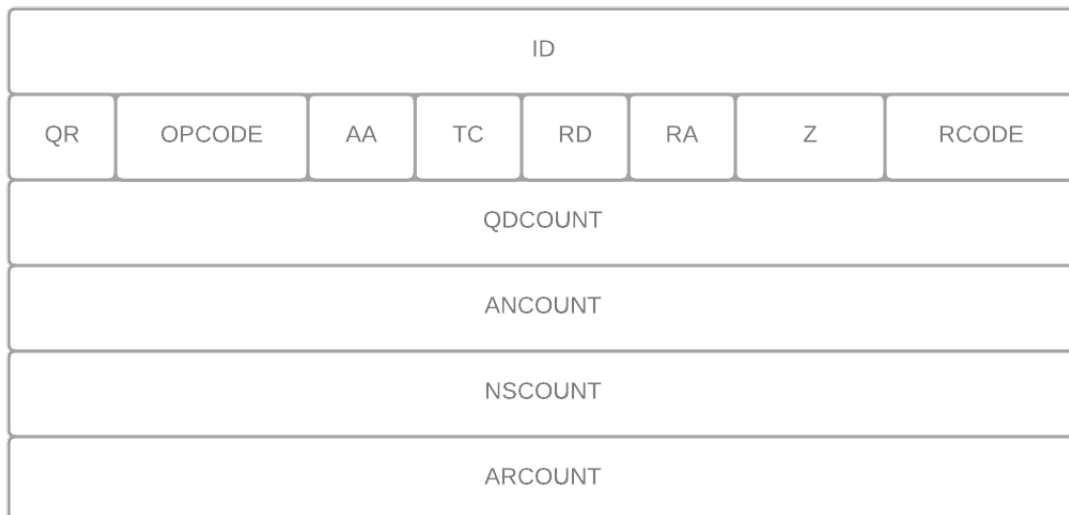 ID
QR OPCODE AA TC RD RA Z RCODE
QDCOUNT
ANCOUNT
NSCOUNT
ARCOUNT